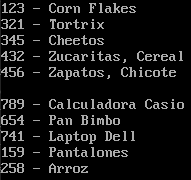 123 - Corn Flakes
321 - Tortrix
345 - Cheetos
432 - Zucaritas, Cereal
456 - Zapatos, Chicote
789 - Calculadora Casio
654 - Pan Bimbo
741 - Laptop Dell
159 - Pantalones
258 - Arroz